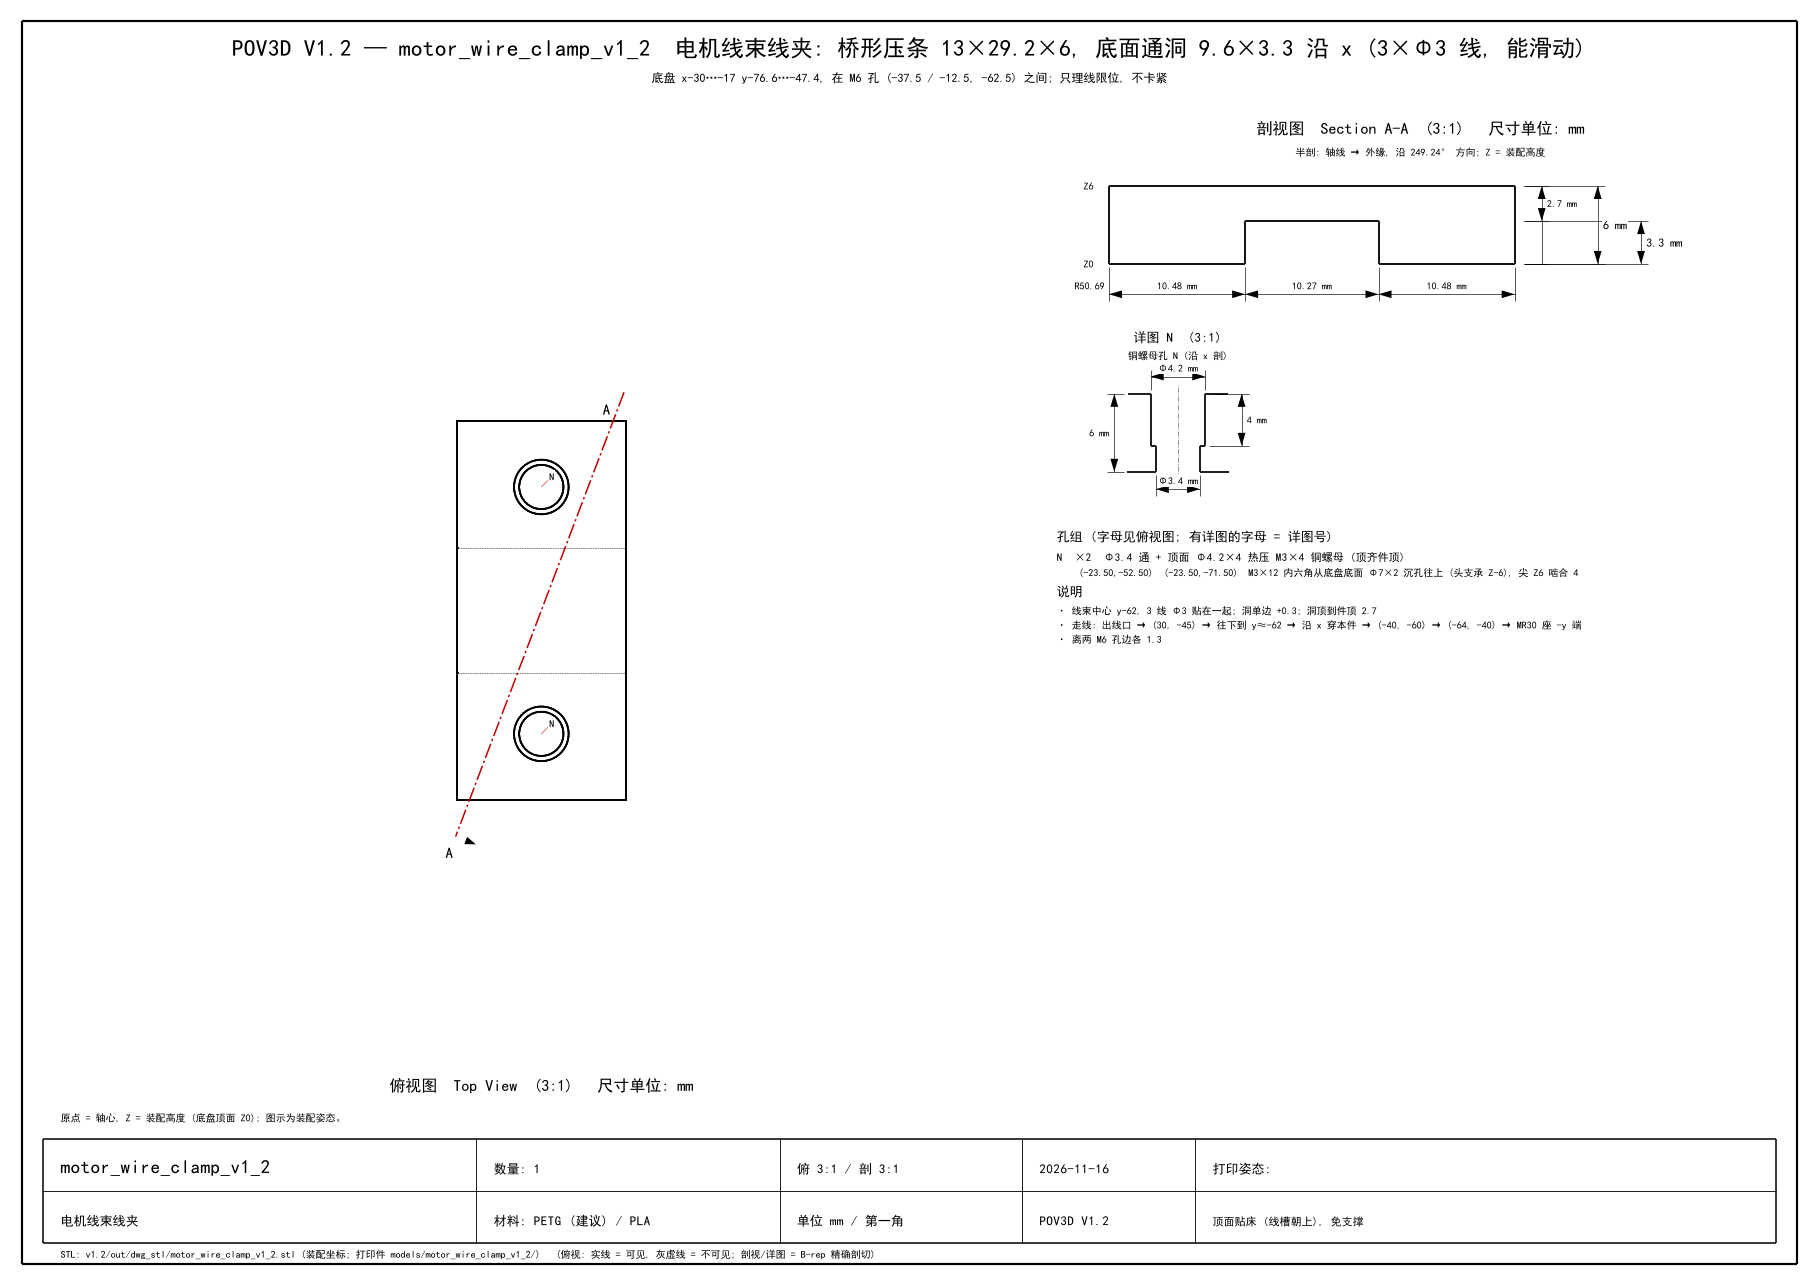 POV3D V1.2 — motor_wire_clamp_v1_2  电机线束线夹: 桥形压条 13×29.2×6, 底面通洞 9.6×3.3 沿 x (3×Φ3 线, 能滑动)
底盘 x-30…-17 y-76.6…-47.4, 在 M6 孔 (-37.5 / -12.5, -62.5) 之间; 只理线限位, 不卡紧
剖视图  Section A-A  (3:1)  尺寸单位: mm
半剖: 轴线 → 外缘, 沿 249.24° 方向; Z = 装配高度
Z6
2.7 mm
6 mm
3.3 mm
Z0
R50.69
10.48 mm
10.27 mm
10.48 mm
详图 N  (3:1)
铜螺母孔 N (沿 x 剖)
Φ4.2 mm
6 mm
4 mm
Φ3.4 mm
A
N
N
A
孔组 (字母见俯视图; 有详图的字母 = 详图号)
N  ×2  Φ3.4 通 + 顶面 Φ4.2×4 热压 M3×4 铜螺母 (顶齐件顶)
(-23.50,-52.50)  (-23.50,-71.50)  M3×12 内六角从底盘底面 Φ7×2 沉孔往上 (头支承 Z-6), 尖 Z6 啮合 4
说明
· 线束中心 y-62, 3 线 Φ3 贴在一起; 洞单边 +0.3; 洞顶到件顶 2.7
· 走线: 出线口 → (30, -45) → 往下到 y≈-62 → 沿 x 穿本件 → (-40, -60) → (-64, -40) → MR30 座 -y 端
· 离两 M6 孔边各 1.3
俯视图  Top View  (3:1)  尺寸单位: mm
原点 = 轴心, Z = 装配高度 (底盘顶面 Z0); 图示为装配姿态。
motor_wire_clamp_v1_2
数量: 1
俯 3:1 / 剖 3:1
2026-11-16
打印姿态:
电机线束线夹
材料: PETG (建议) / PLA
单位 mm / 第一角
POV3D V1.2
顶面贴床 (线槽朝上), 免支撑
STL: v1.2/out/dwg_stl/motor_wire_clamp_v1_2.stl (装配坐标; 打印件 models/motor_wire_clamp_v1_2/)  (俯视: 实线 = 可见, 灰虚线 = 不可见; 剖视/详图 = B-rep 精确剖切)